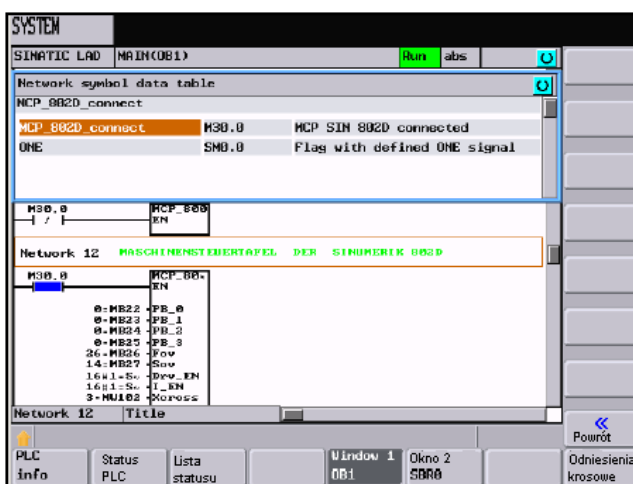 SYSTEM
SIMATIC LAD MAIN(OB1) Run abs
Network symbol data table
MCP_802D_connect
MCP_802D_connect M30.0 MCP SIN 802D connected
ONE SM0.0 Flag with defined ONE signal
M30.0 MCP_800
EN
Network 12 MASCHINENSTEUERTAFEL DER SINUMERIK 802D
M30.0 MCP_80.
EN
0=MB22 PB_0
0-MB23 PB_1
0-MB24 PB_2
0-MB25 PB_3
26-MB26 Fov
14=MB27 Sov
16#1-S. Drv_EN
16#1=S. I_EN
3-MW102 Xcross
Network 12 Title
Powrót
PLC info
Status PLC
Lista statusu
Window 1 OB1
Okno 2 SBR0
Odniesienia krosowe